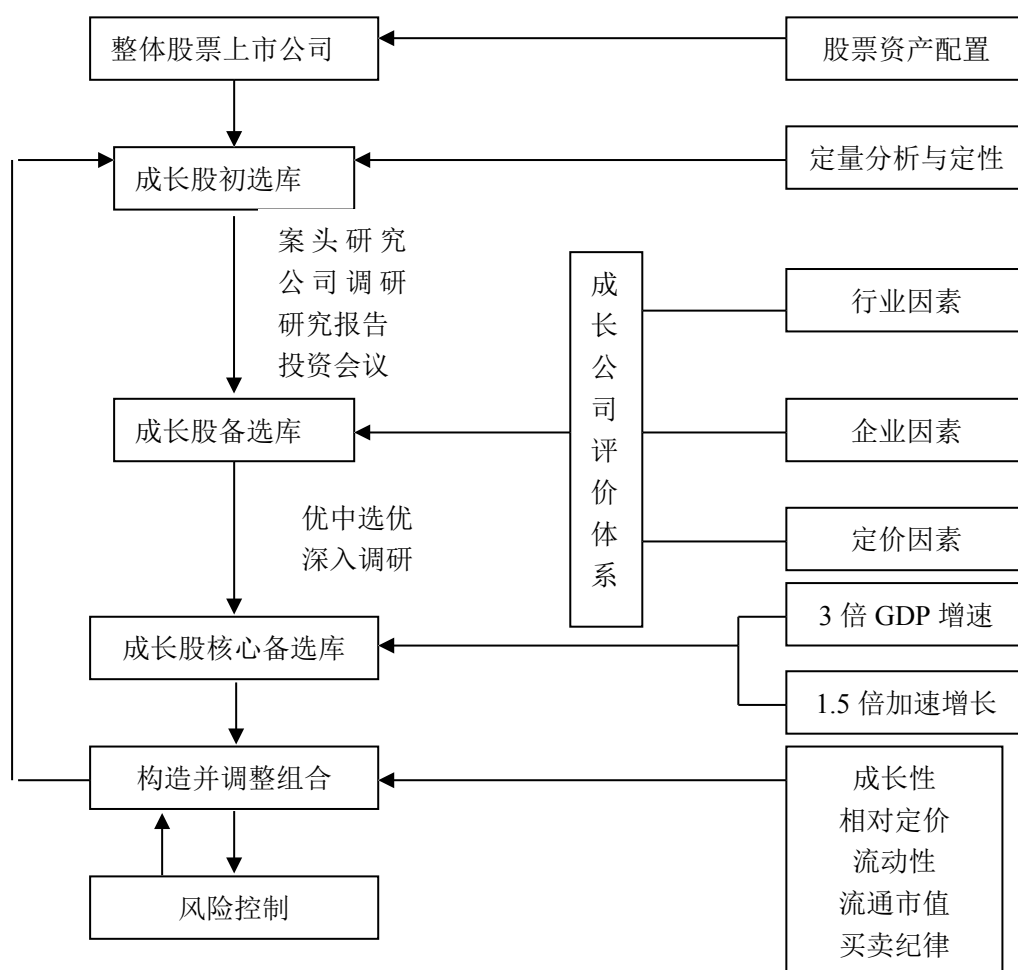 整体股票上市公司
股票资产配置
成长股初选库
定量分析与定性
案头研究
公司调研
研究报告
投资会议
成长公司评价体系
行业因素
成长股备选库
企业因素
优中选优
深入调研
定价因素
3 倍 GDP 增速
成长股核心备选库
1.5 倍加速增长
构造并调整组合
成长性
相对定价
流动性
流通市值
买卖纪律
风险控制